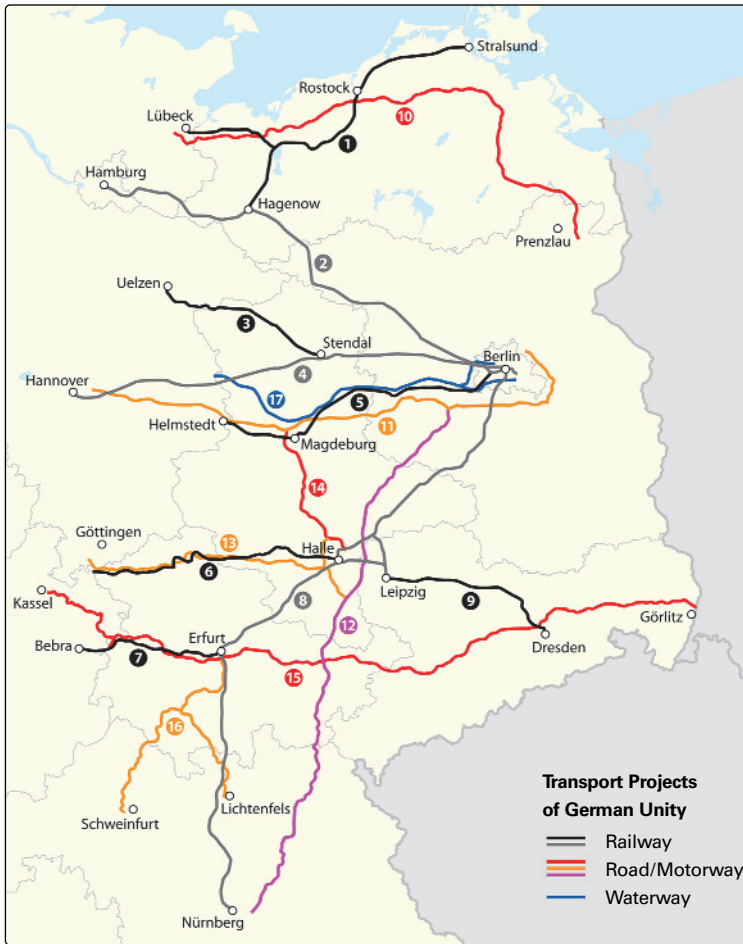 Stralsund
Rostock
10
Lübeck
1
Hamburg
Hagenow
Prenzlau
2
Uelzen
3
Stendal
Berlin
4
Hannover
17
5
11
Helmstedt
Magdeburg
14
Göttingen
13
Halle
6
Leipzig
Kassel
8
9
Görlitz
12
Erfurt
Bebra
7
Dresden
15
16
Lichtenfels
Schweinfurt
Nürnberg
Transport Projects
of German Unity
Railway
Road/Motorway
Waterway